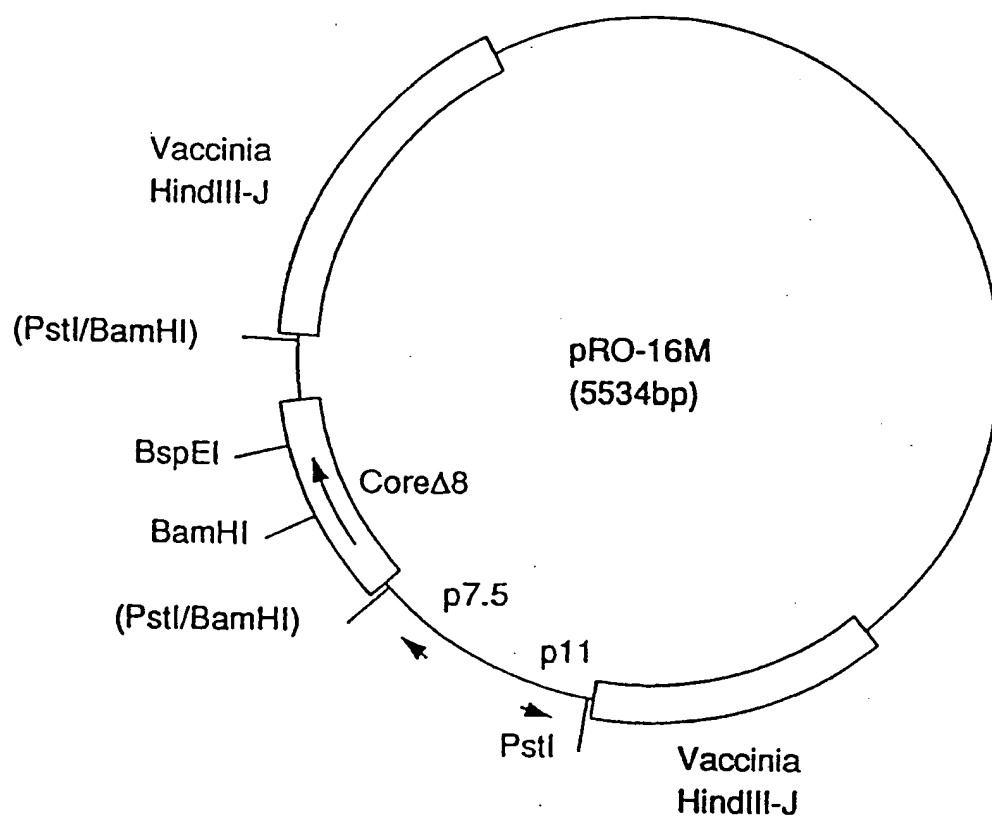 Vaccinia
HindIII-J
(PstI/BamHI)
pRO-16M
(5534bp)
BspEI
CoreΔ8
BamHI
(PstI/BamHI)
p7.5
p11
PstI
Vaccinia
HindIII-J